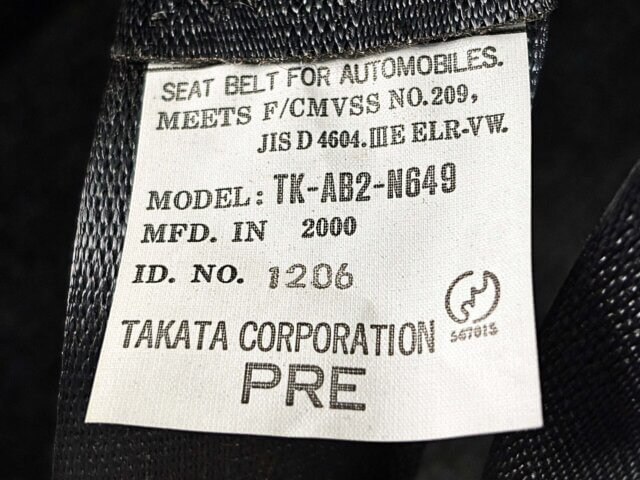 SEAT BELT FOR AUTOMOBILES.
MEETS F/CMVSS NO.209,
JIS D 4604.ⅢE ELR-VW.
MODEL: TK-AB2-N649
MFD. IN 2000
ID. NO. 1206
TAKATA CORPORATION
567015
PRE